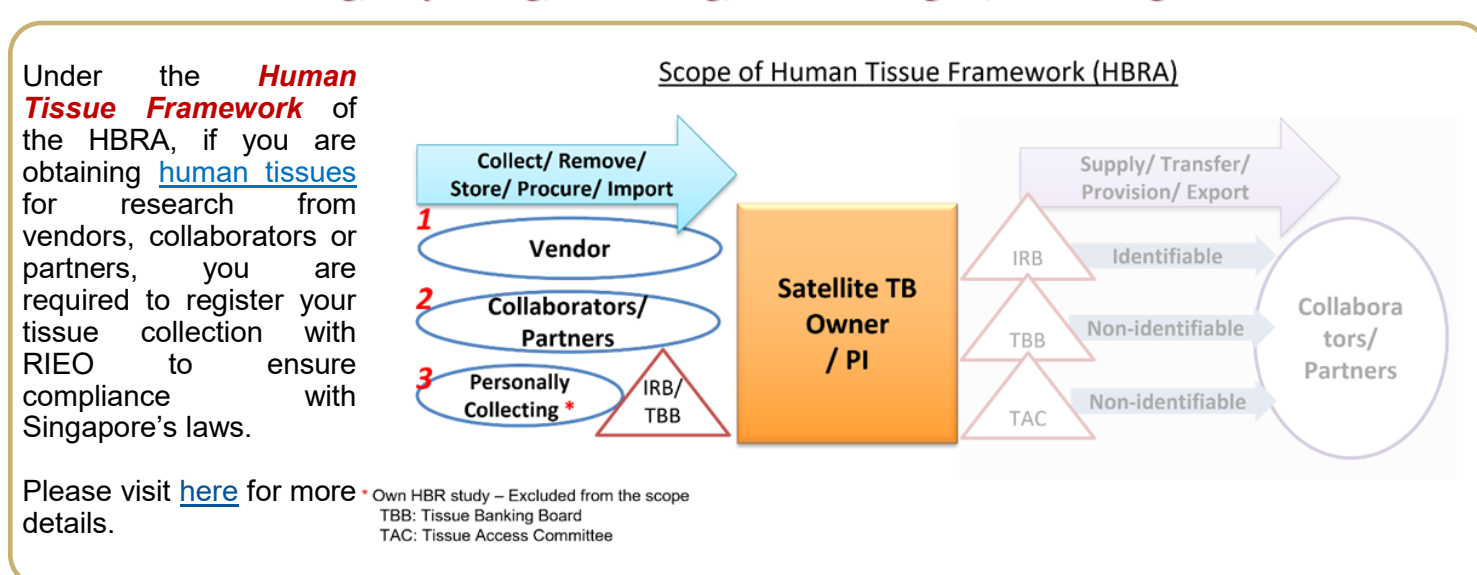 Under the Human
Tissue Framework of
the HBRA, if you are
obtaining human tissues
for research from
vendors, collaborators or
partners, you are
required to register your
tissue collection with
RIEO to ensure
compliance with
Singapore’s laws.
Please visit here for more
details.
Scope of Human Tissue Framework (HBRA)
Collect/ Remove/
Store/ Procure/ Import
1
Vendor
2
Collaborators/
Partners
3
Personally
Collecting *
IRB/
TBB
Satellite TB
Owner
/ PI
Supply/ Transfer/
Provision/ Export
IRB
Identifiable
TBB
Non-identifiable
TAC
Non-identifiable
Collabora
tors/
Partners
* Own HBR study – Excluded from the scope
TBB: Tissue Banking Board
TAC: Tissue Access Committee